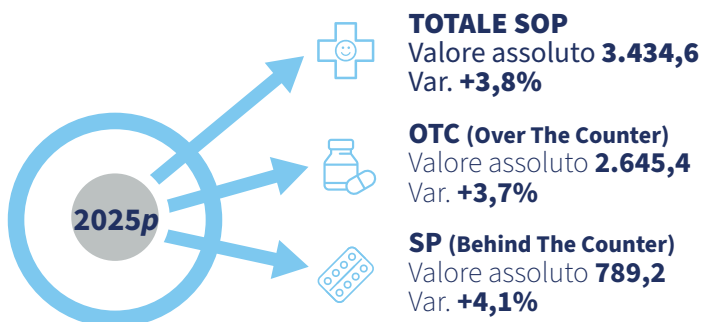 TOTALE SOP
Valore assoluto 3.434,6
Var. +3,8%
OTC (Over The Counter)
Valore assoluto 2.645,4
Var. +3,7%
2025p
SP (Behind The Counter)
Valore assoluto 789,2
Var. +4,1%